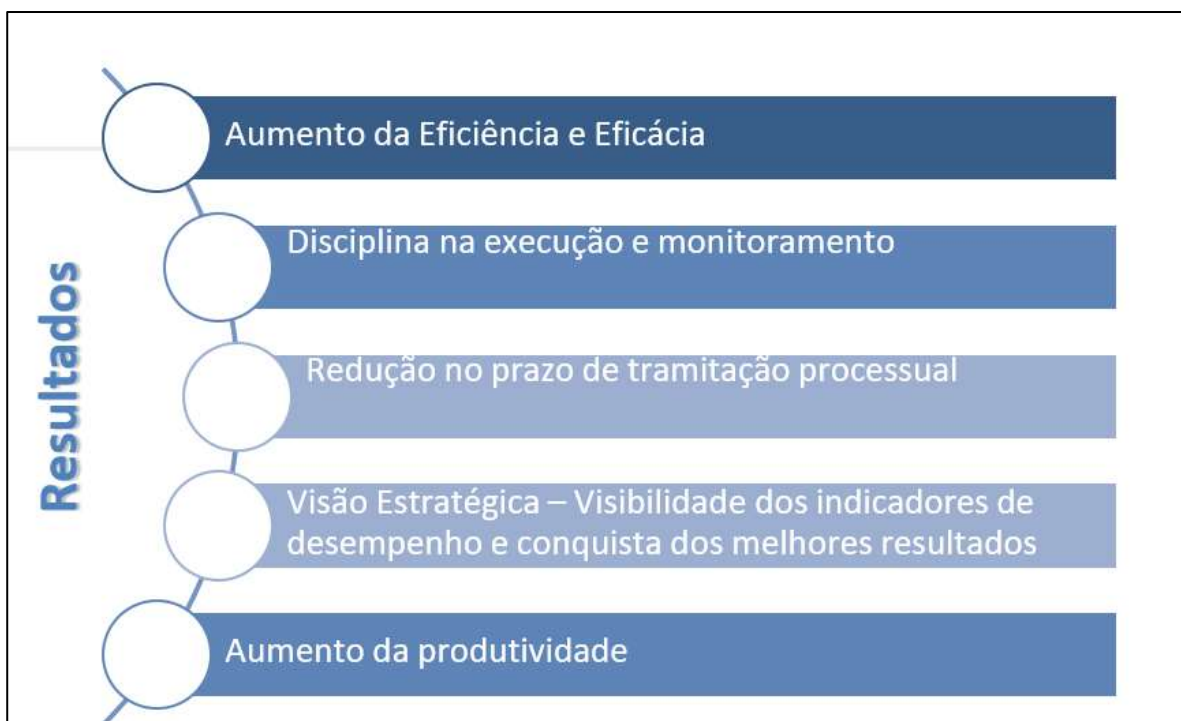 Resultados
Aumento da Eficiência e Eficácia
Disciplina na execução e monitoramento
Redução no prazo de tramitação processual
Visão Estratégica – Visibilidade dos indicadores de
desempenho e conquista dos melhores resultados
Aumento da produtividade